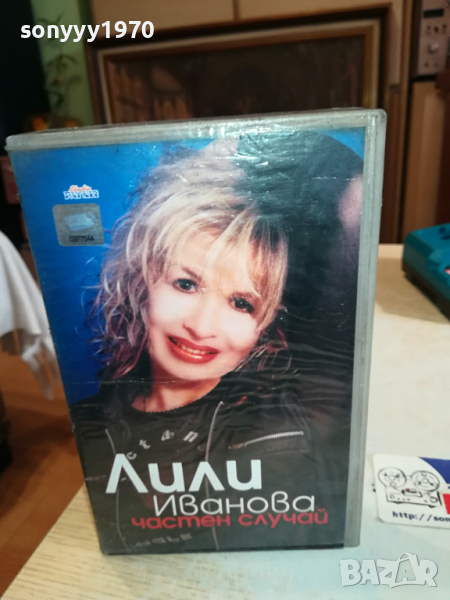 sonyyy1970
Лили
Иванова
частен случай
http://son
BAZAR